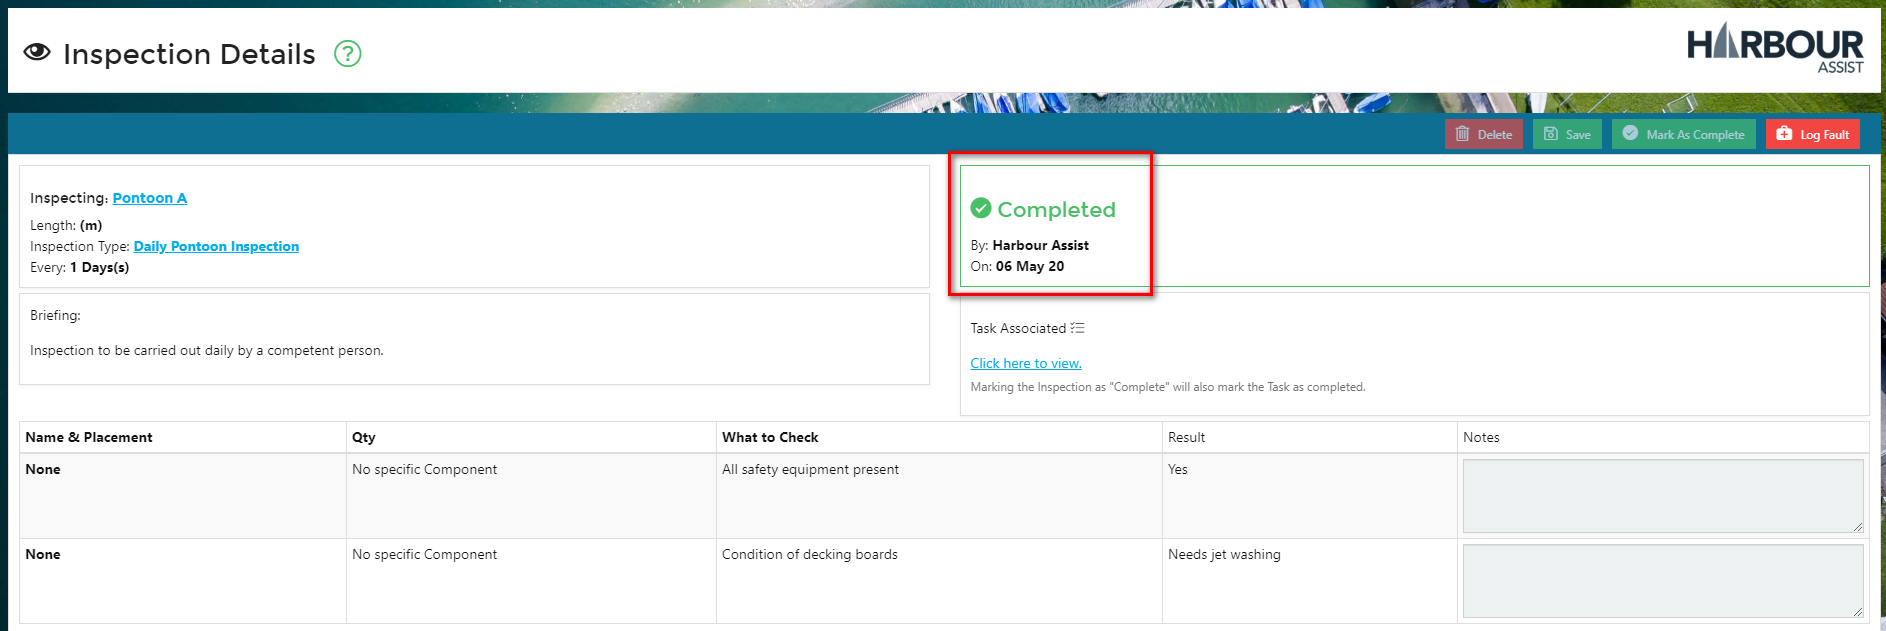 Inspection Details ?
HARBOUR
ASSIST
Delete
Save
Mark As Complete
Log Fault
Inspecting: Pontoon A
Length: (m)
Inspection Type: Daily Pontoon Inspection
Every: 1 Days(s)
Completed
By: Harbour Assist
On: 06 May 20
Briefing:
Inspection to be carried out daily by a competent person.
Task Associated
Click here to view.
Marking the Inspection as "Complete" will also mark the Task as completed.
Name & Placement Qty What to Check Result Notes
None No specific Component All safety equipment present Yes
None No specific Component Condition of decking boards Needs jet washing